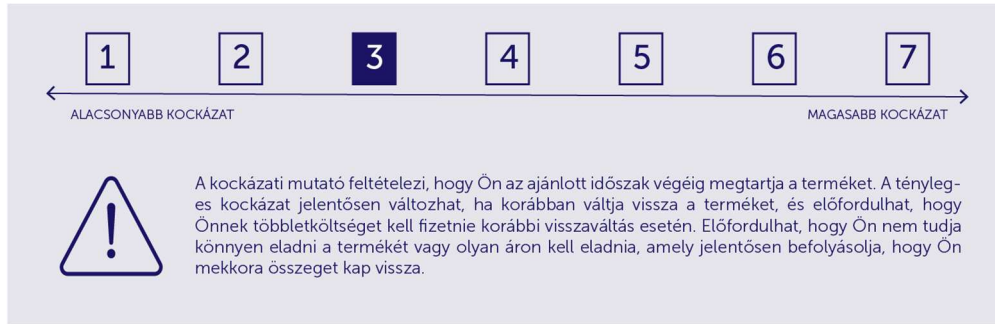 1 2 3 4 5 6 7
ALACSONYABB KOCKÁZAT MAGASABB KOCKÁZAT
A kockázati mutató feltételezi, hogy Ön az ajánlott időszak végéig megtartja a terméket. A tényleg-
es kockázat jelentősen változhat, ha korábban váltja vissza a terméket, és előfordulhat, hogy
Önnek többletköltséget kell fizetnie korábbi visszaváltás esetén. Előfordulhat, hogy Ön nem tudja
könnyen eladni a termékét vagy olyan áron kell eladnia, amely jelentősen befolyásolja, hogy Ön
mekkora összeget kap vissza.